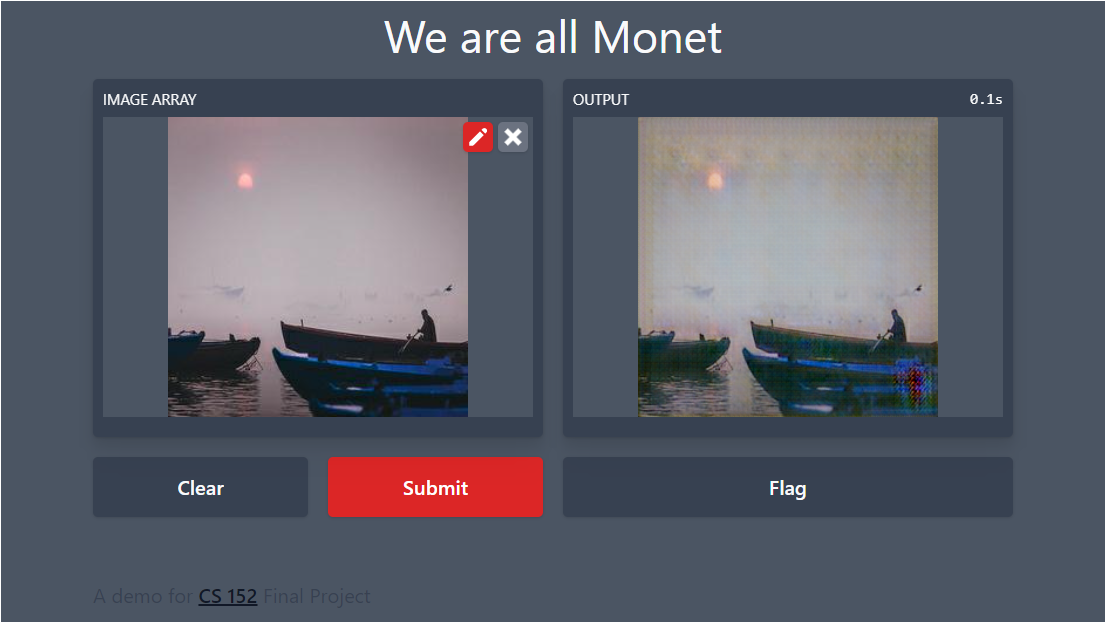 We are all Monet
IMAGE ARRAY
OUTPUT
0.1s
Clear
Submit
Flag
A demo for CS 152 Final Project